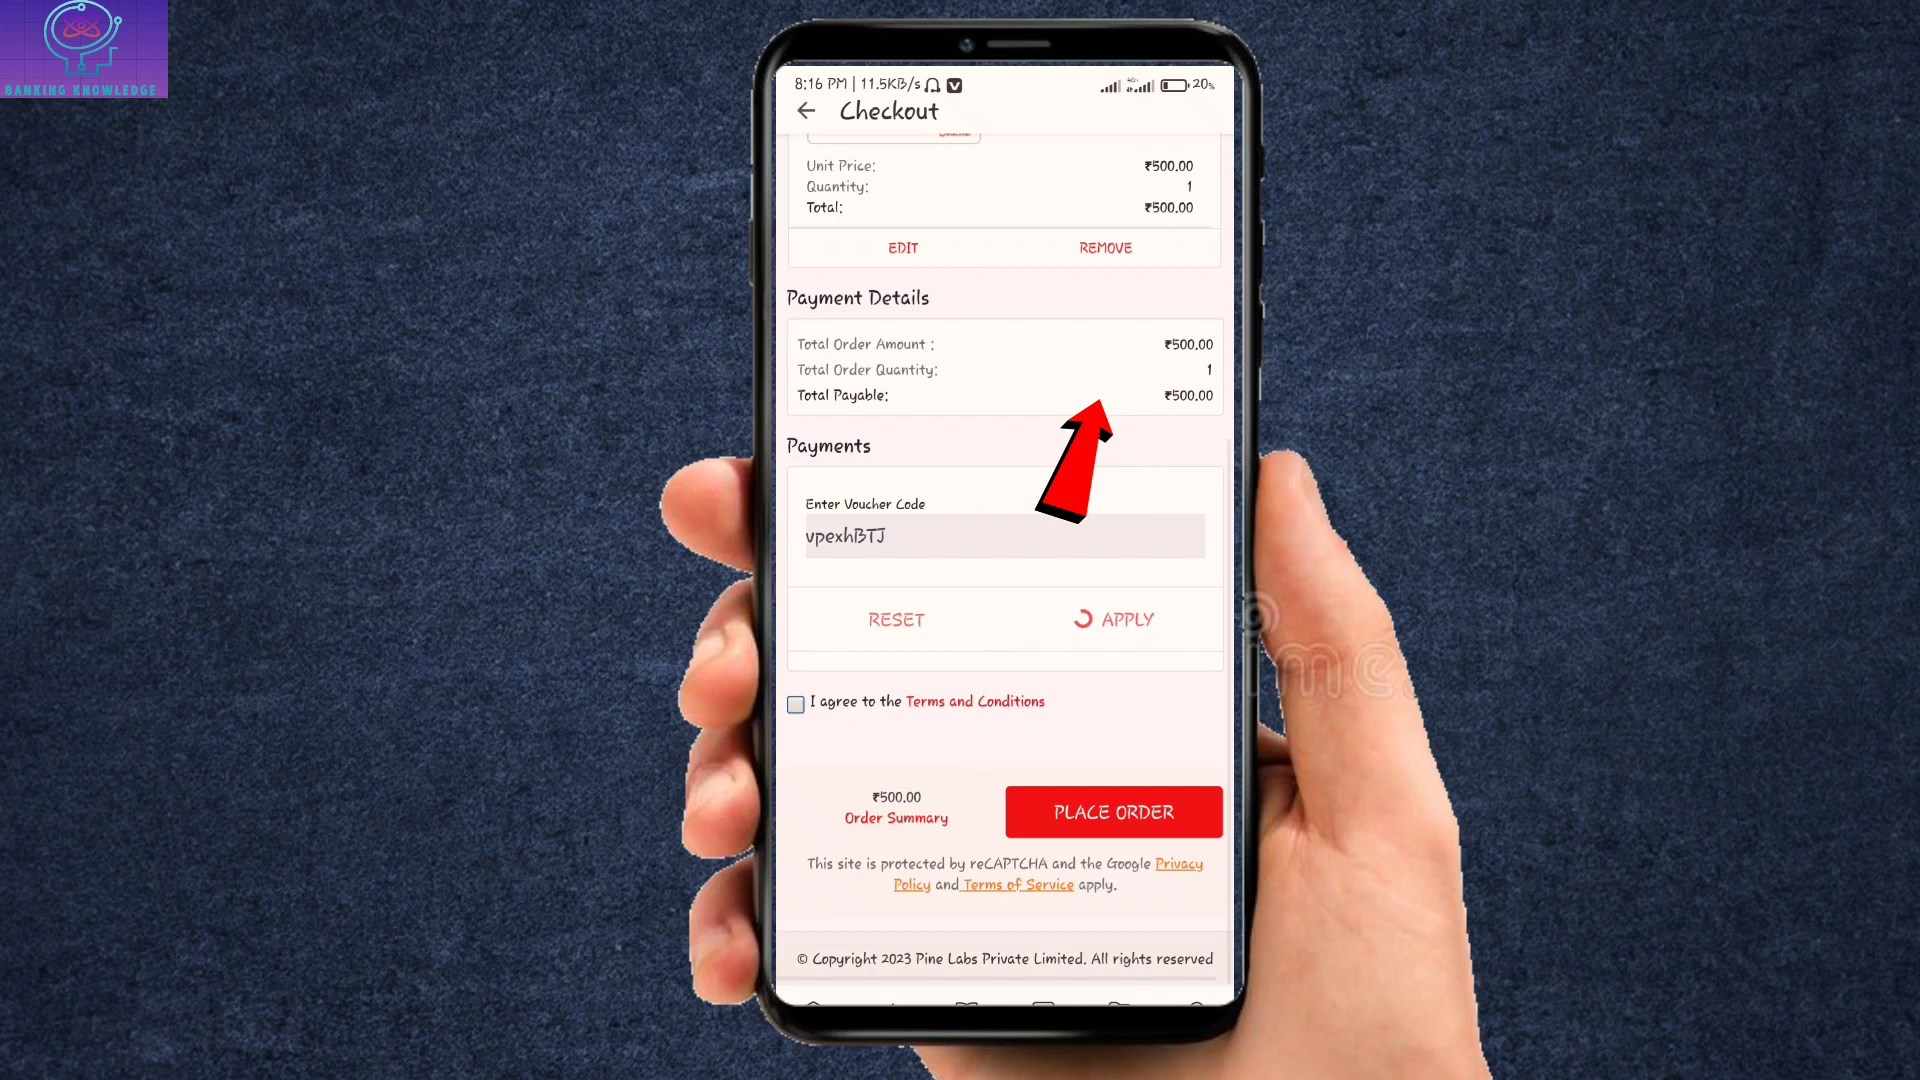 BANKING KNOWLEDGE
8:16 PM | 11.5KB/s
20%
Checkout
Unit Price: ₹500.00
Quantity: 1
Total: ₹500.00
EDIT REMOVE
Payment Details
Total Order Amount : ₹500.00
Total Order Quantity: 1
Total Payable: ₹500.00
Payments
Enter Voucher Code
vpexhBTJ
RESET APPLY
I agree to the Terms and Conditions
₹500.00
Order Summary
PLACE ORDER
This site is protected by reCAPTCHA and the Google Privacy
Policy and Terms of Service apply.
© Copyright 2023 Pine Labs Private Limited. All rights reserved